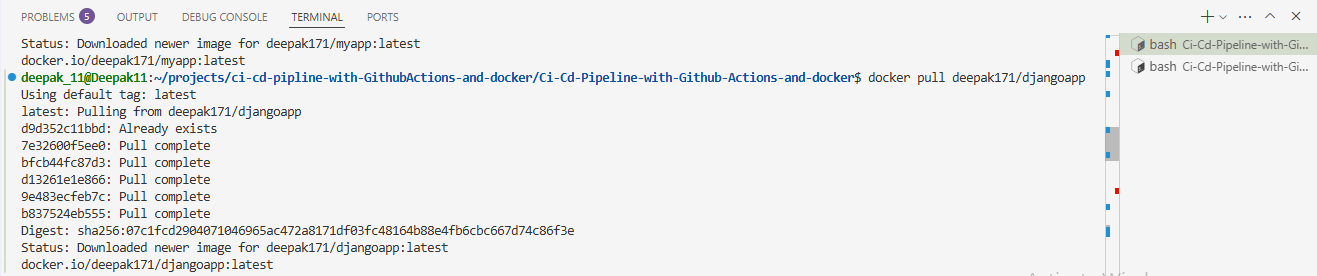 PROBLEMS 5 OUTPUT DEBUG CONSOLE TERMINAL PORTS
Status: Downloaded newer image for deepak171/myapp:latest
docker.io/deepak171/myapp:latest
deepak_11@Deepak11:~/projects/ci-cd-pipline-with-GithubActions-and-docker/Ci-Cd-Pipeline-with-Github-Actions-and-docker$ docker pull deepak171/djangoapp
Using default tag: latest
latest: Pulling from deepak171/djangoapp
d9d352c11bbd: Already exists
7e32600f5ee0: Pull complete
bfcb44fc87d3: Pull complete
d13261e1e866: Pull complete
9e483ecfeb7c: Pull complete
b837524eb555: Pull complete
Digest: sha256:07c1fcd2904071046965ac472a8171df03fc48164b88e4fb6cbc667d74c86f3e
Status: Downloaded newer image for deepak171/djangoapp:latest
docker.io/deepak171/djangoapp:latest
bash Ci-Cd-Pipeline-with-Gi...
bash Ci-Cd-Pipeline-with-Gi...